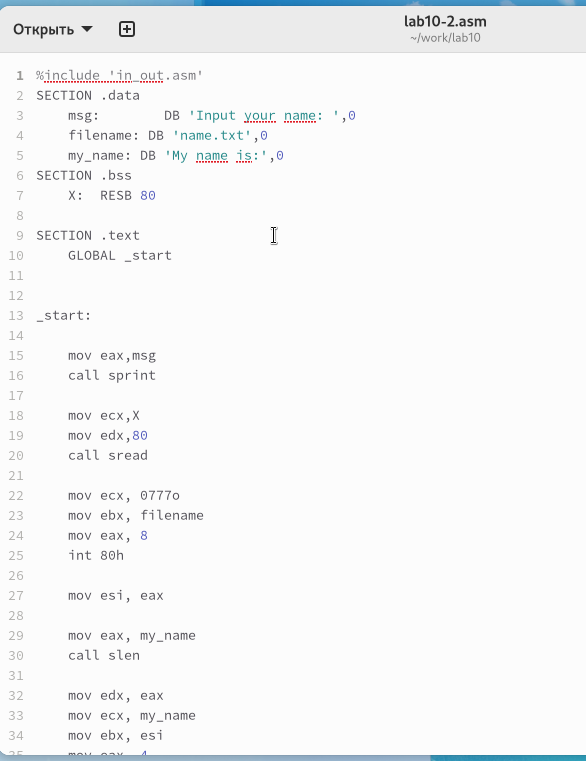 Открыть
lab10-2.asm
~/work/lab10
1 %include 'in_out.asm'
2 SECTION .data
3 msg: DB 'Input your name: ',0
4 filename: DB 'name.txt',0
5 my_name: DB 'My name is:',0
6 SECTION .bss
7 X: RESB 80
8
9 SECTION .text
10 GLOBAL _start
11
12
13 _start:
14
15 mov eax,msg
16 call sprint
17
18 mov ecx,X
19 mov edx,80
20 call sread
21
22 mov ecx, 0777o
23 mov ebx, filename
24 mov eax, 8
25 int 80h
26
27 mov esi, eax
28
29 mov eax, my_name
30 call slen
31
32 mov edx, eax
33 mov ecx, my_name
34 mov ebx, esi
35 mov eax, 4